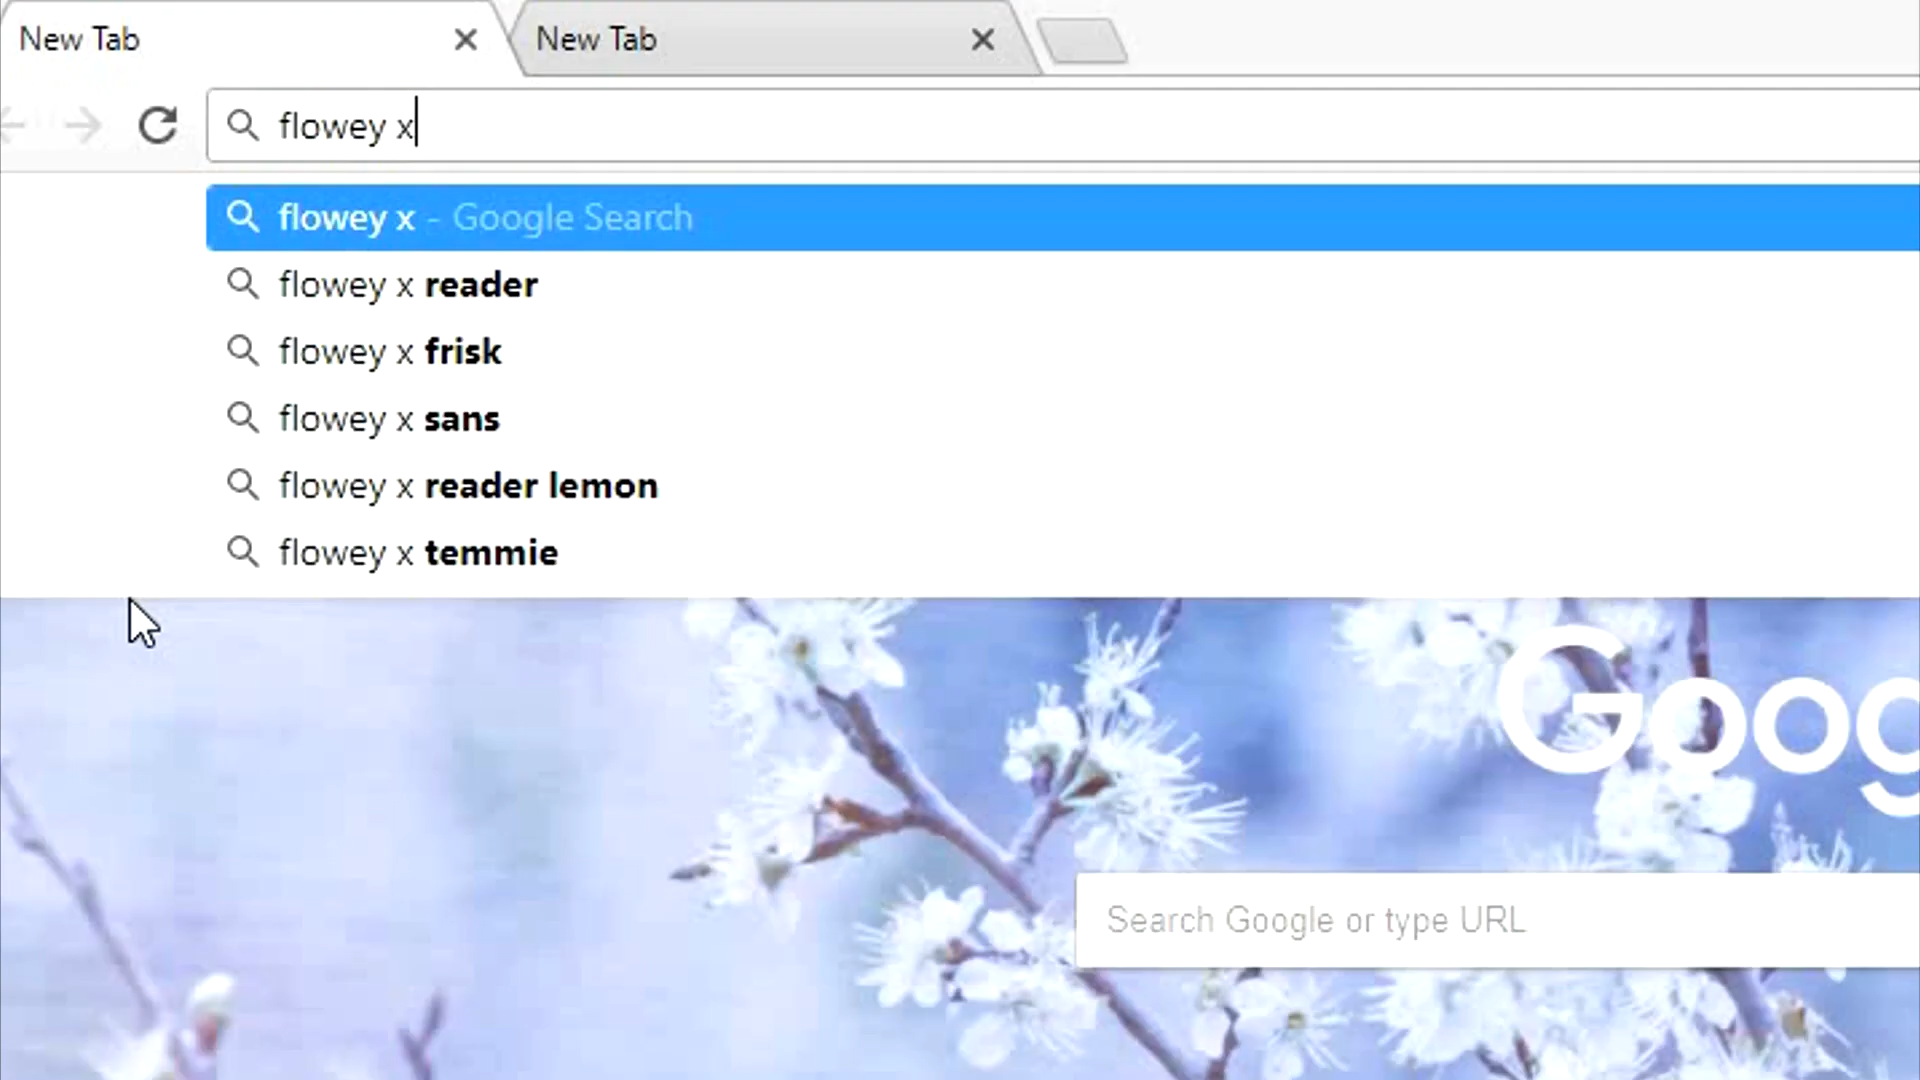 New Tab
New Tab
flowey x
flowey x - Google Search
flowey x reader
flowey x frisk
flowey x sans
flowey x reader lemon
flowey x temmie
Goog
Search Google or type URL